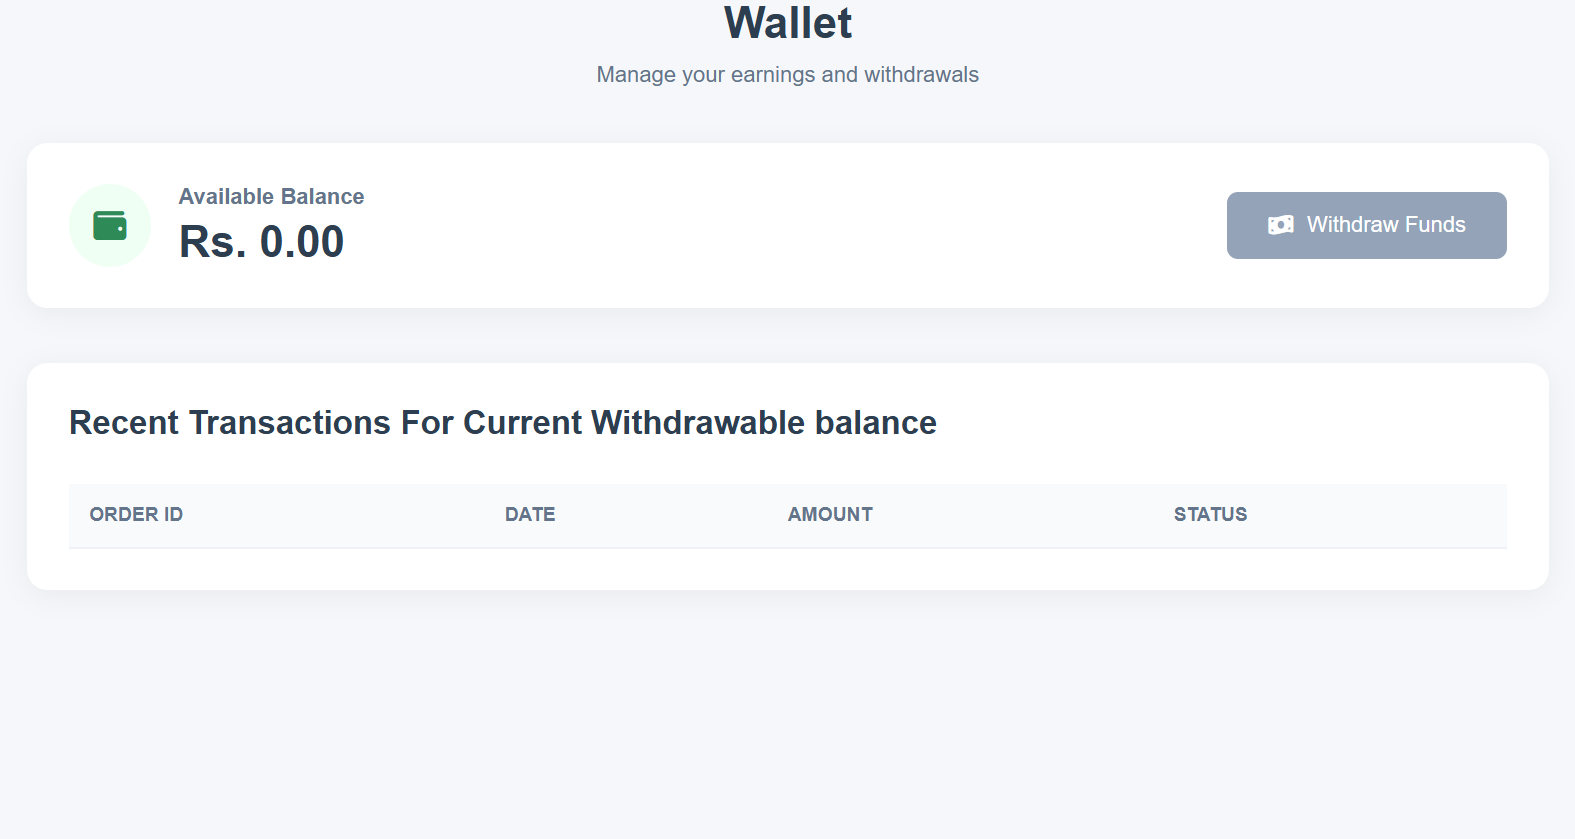 Wallet
Manage your earnings and withdrawals
Available Balance
Rs. 0.00
Withdraw Funds
Recent Transactions For Current Withdrawable balance
ORDER ID DATE AMOUNT STATUS